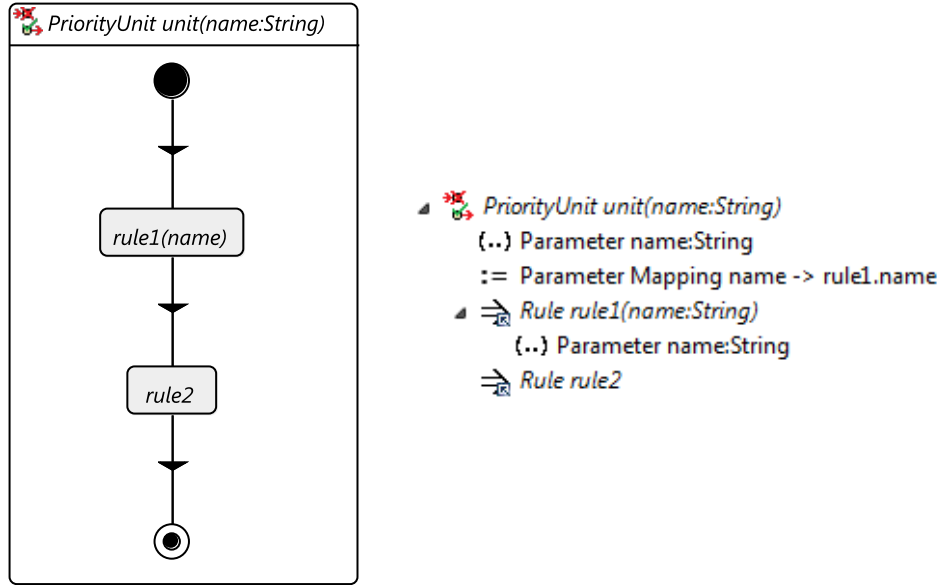 PriorityUnit unit(name:String)
rule1(name)
rule2
PriorityUnit unit(name:String)
(..) Parameter name:String
:= Parameter Mapping name -> rule1.name
Rule rule1(name:String)
(..) Parameter name:String
Rule rule2